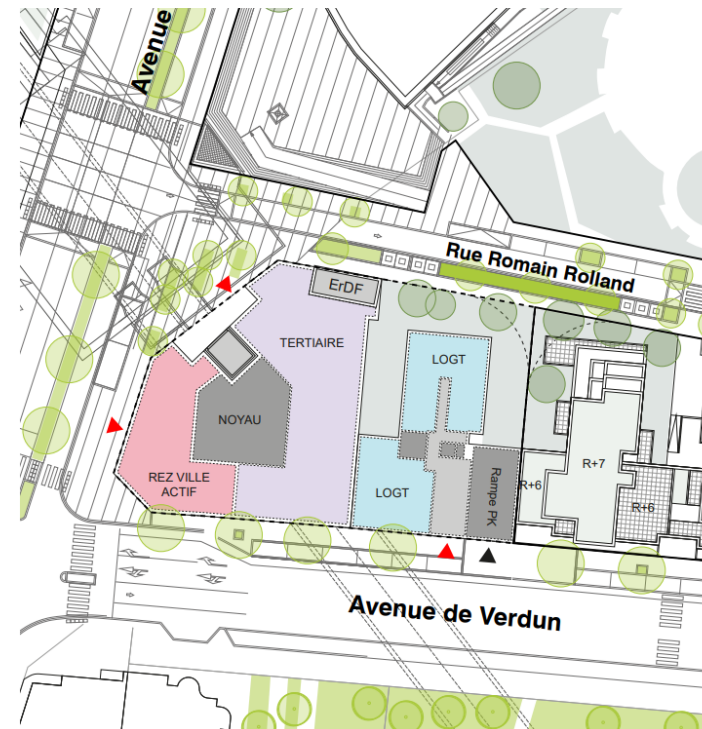 Avenue
Rue Romain Rolland
ErDF
TERTIAIRE
LOGT
NOYAU
R+7
REZ VILLE
ACTIF
LOGT
Rampe PK
R+6
R+6
Avenue de Verdun